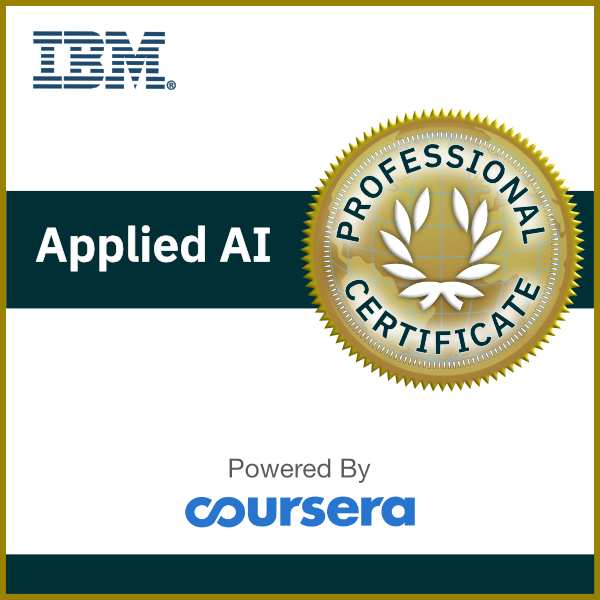 IBM®
PROFESSIONAL
Applied AI
CERTIFICATE
Powered By
coursera